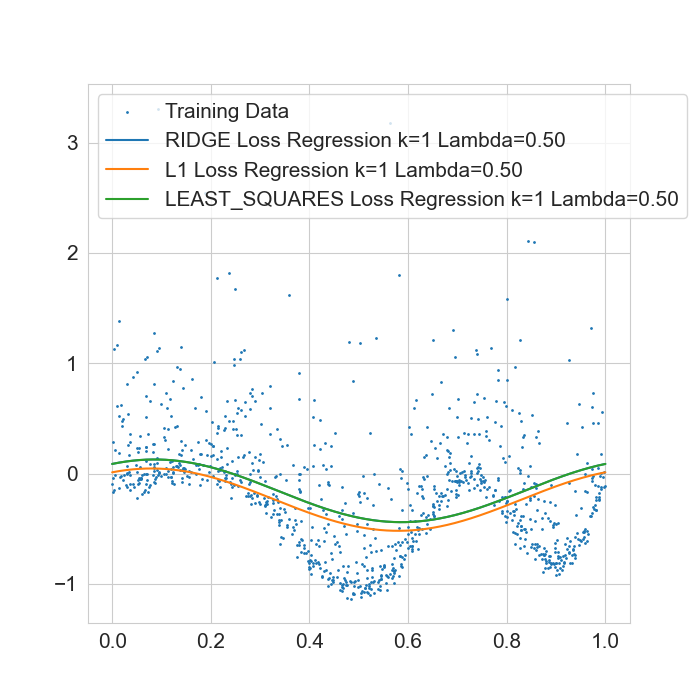 Training Data
RIDGE Loss Regression k=1 Lambda=0.50
L1 Loss Regression k=1 Lambda=0.50
LEAST_SQUARES Loss Regression k=1 Lambda=0.50
3
2
1
0
−1
0.0 0.2 0.4 0.6 0.8 1.0